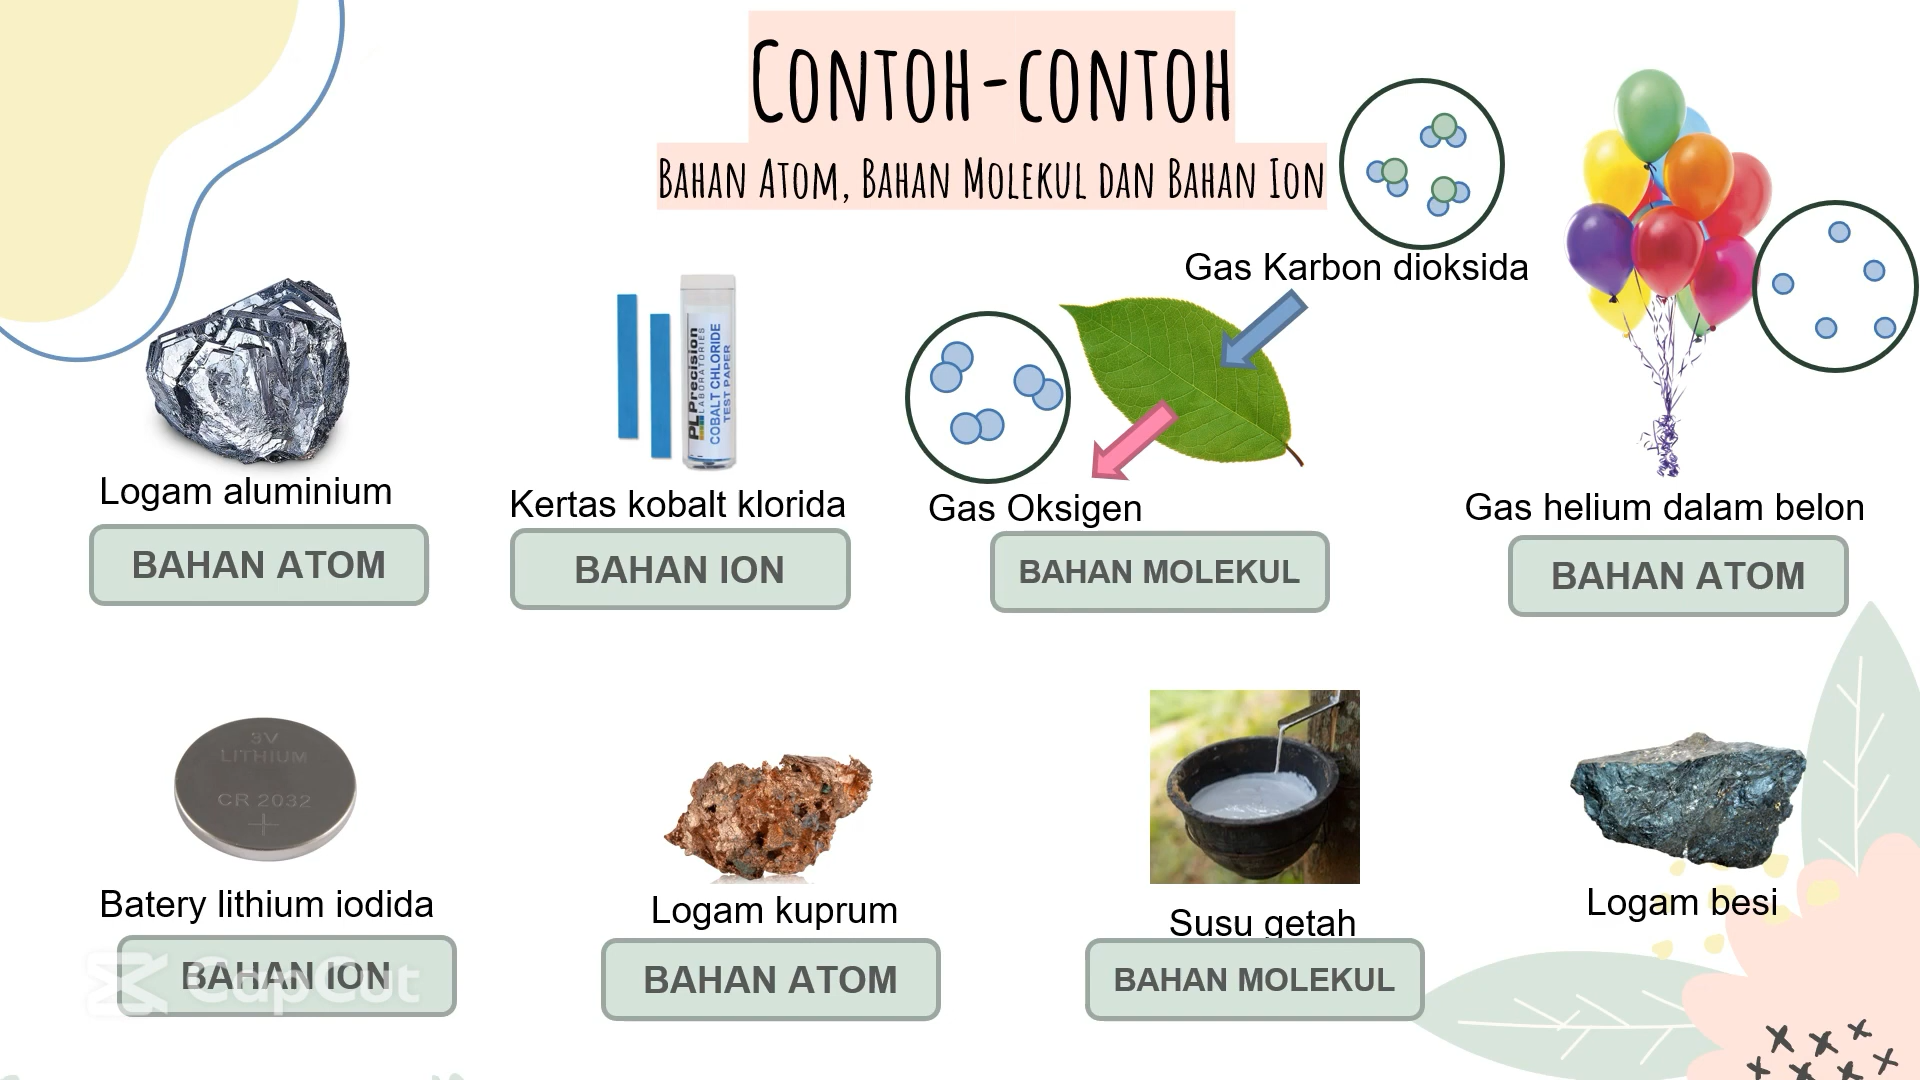 Contoh-contoh
Bahan Atom, Bahan Molekul dan Bahan Ion
Gas Karbon dioksida
PL Precision
LABORATORIES
COBALT CHLORIDE
TEST PAPER
Logam aluminium
BAHAN ATOM
Kertas kobalt klorida
BAHAN ION
Gas Oksigen
BAHAN MOLEKUL
Gas helium dalam belon
BAHAN ATOM
3V
LITHIUM
CR 2032
+
Batery lithium iodida
BAHAN ION
CapCut
Logam kuprum
BAHAN ATOM
Susu getah
BAHAN MOLEKUL
Logam besi